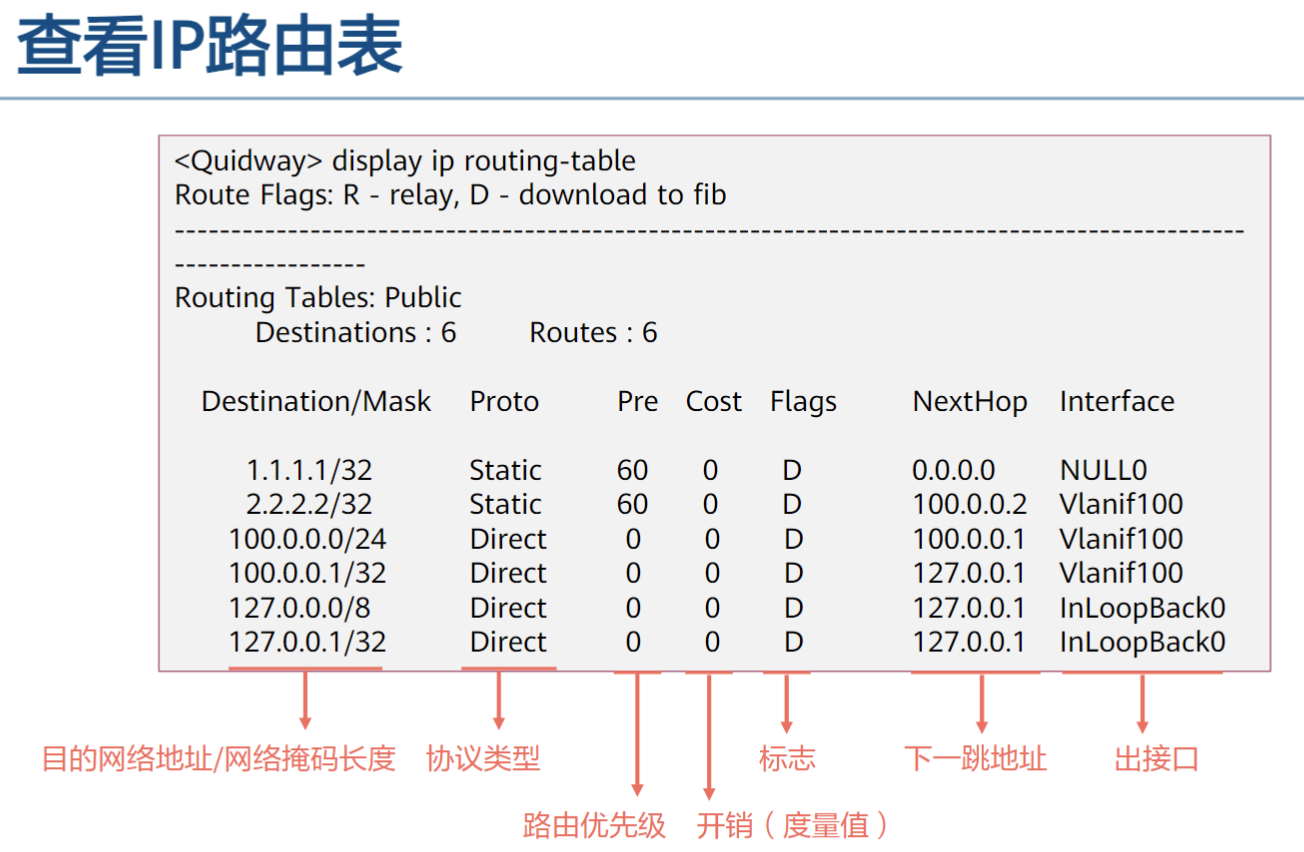 查看IP路由表
<Quidway> display ip routing-table
Route Flags: R - relay, D - download to fib
----------------------------------------------------------------------------------------------
-----------------
Routing Tables: Public
Destinations : 6 Routes : 6
Destination/Mask Proto Pre Cost Flags NextHop Interface
1.1.1.1/32 Static 60 0 D 0.0.0.0 NULL0
2.2.2.2/32 Static 60 0 D 100.0.0.2 Vlanif100
100.0.0.0/24 Direct 0 0 D 100.0.0.1 Vlanif100
100.0.0.1/32 Direct 0 0 D 127.0.0.1 Vlanif100
127.0.0.0/8 Direct 0 0 D 127.0.0.1 InLoopBack0
127.0.0.1/32 Direct 0 0 D 127.0.0.1 InLoopBack0
目的网络地址/网络掩码长度 协议类型 标志 下一跳地址 出接口
路由优先级 开销（度量值）